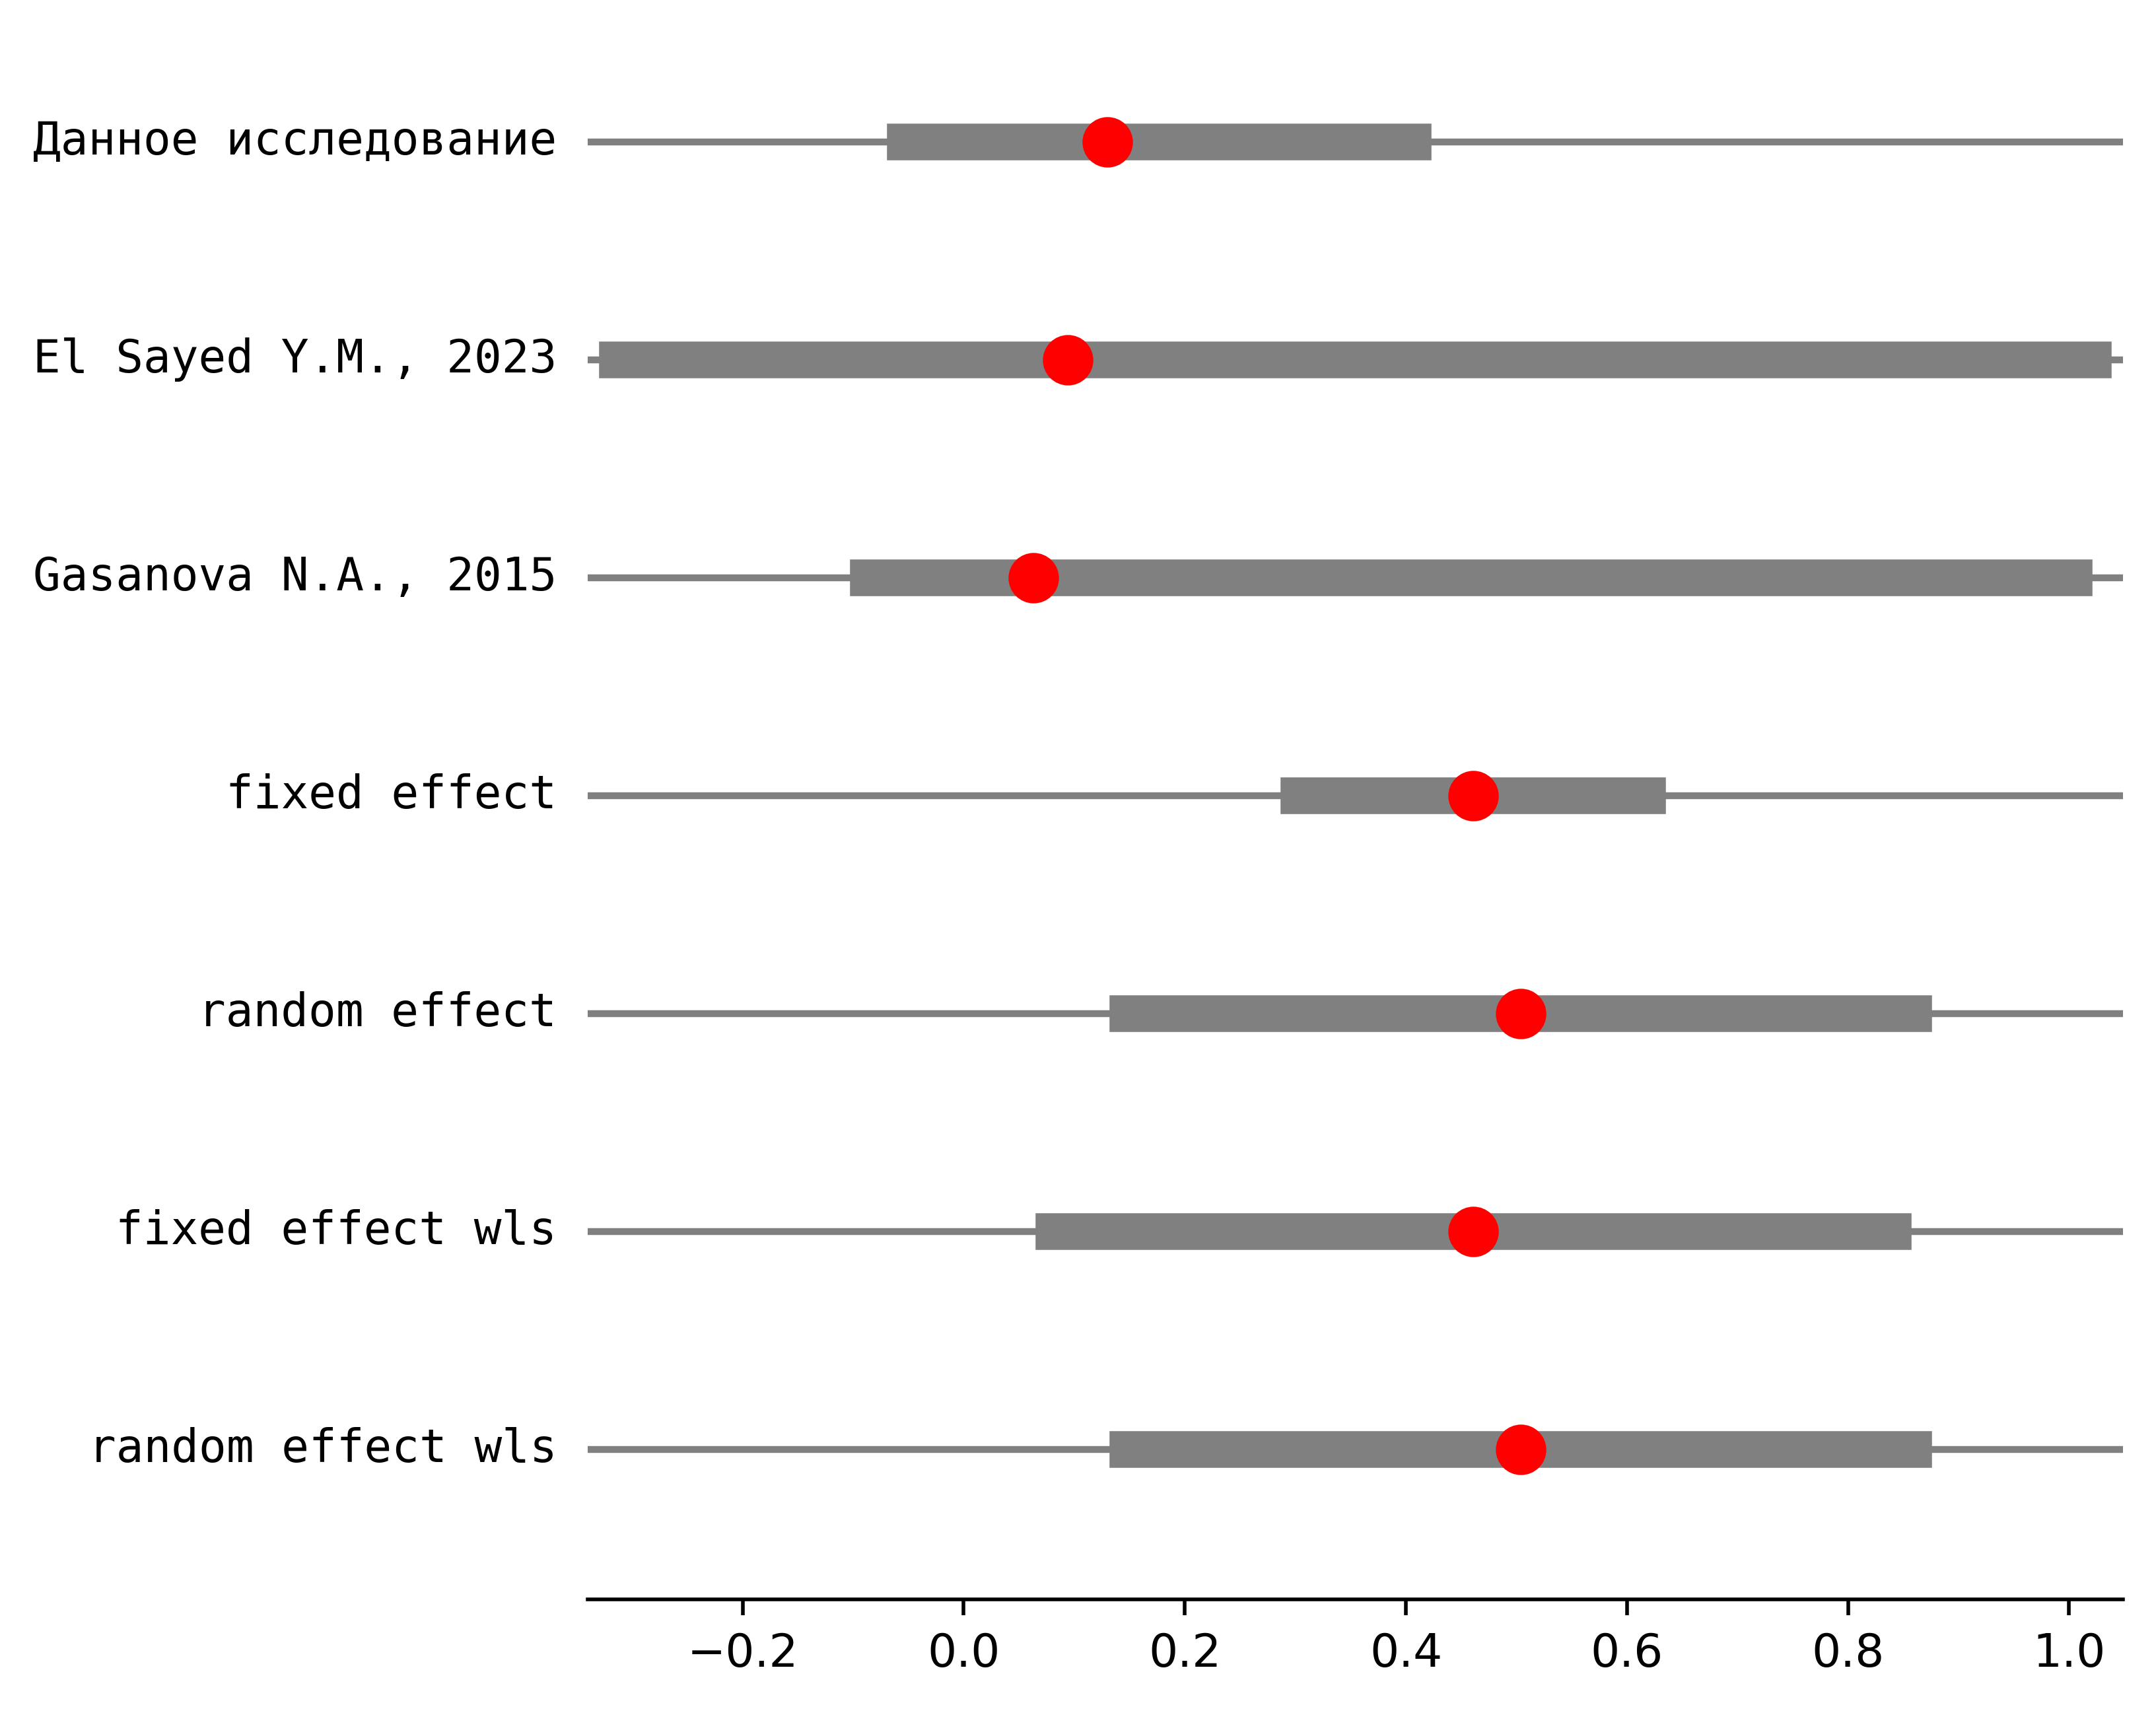 Данное исследование
El Sayed Y.M., 2023
Gasanova N.A., 2015
fixed effect
random effect
fixed effect wls
random effect wls
−0.2 0.0 0.2 0.4 0.6 0.8 1.0